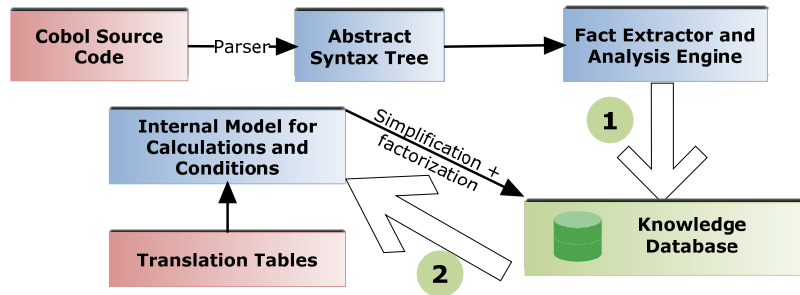 Cobol Source
Code
Parser
Abstract
Syntax Tree
Fact Extractor and
Analysis Engine
1
Internal Model for
Calculations and
Conditions
Simplification +
factorization
Knowledge
Database
Translation Tables
2